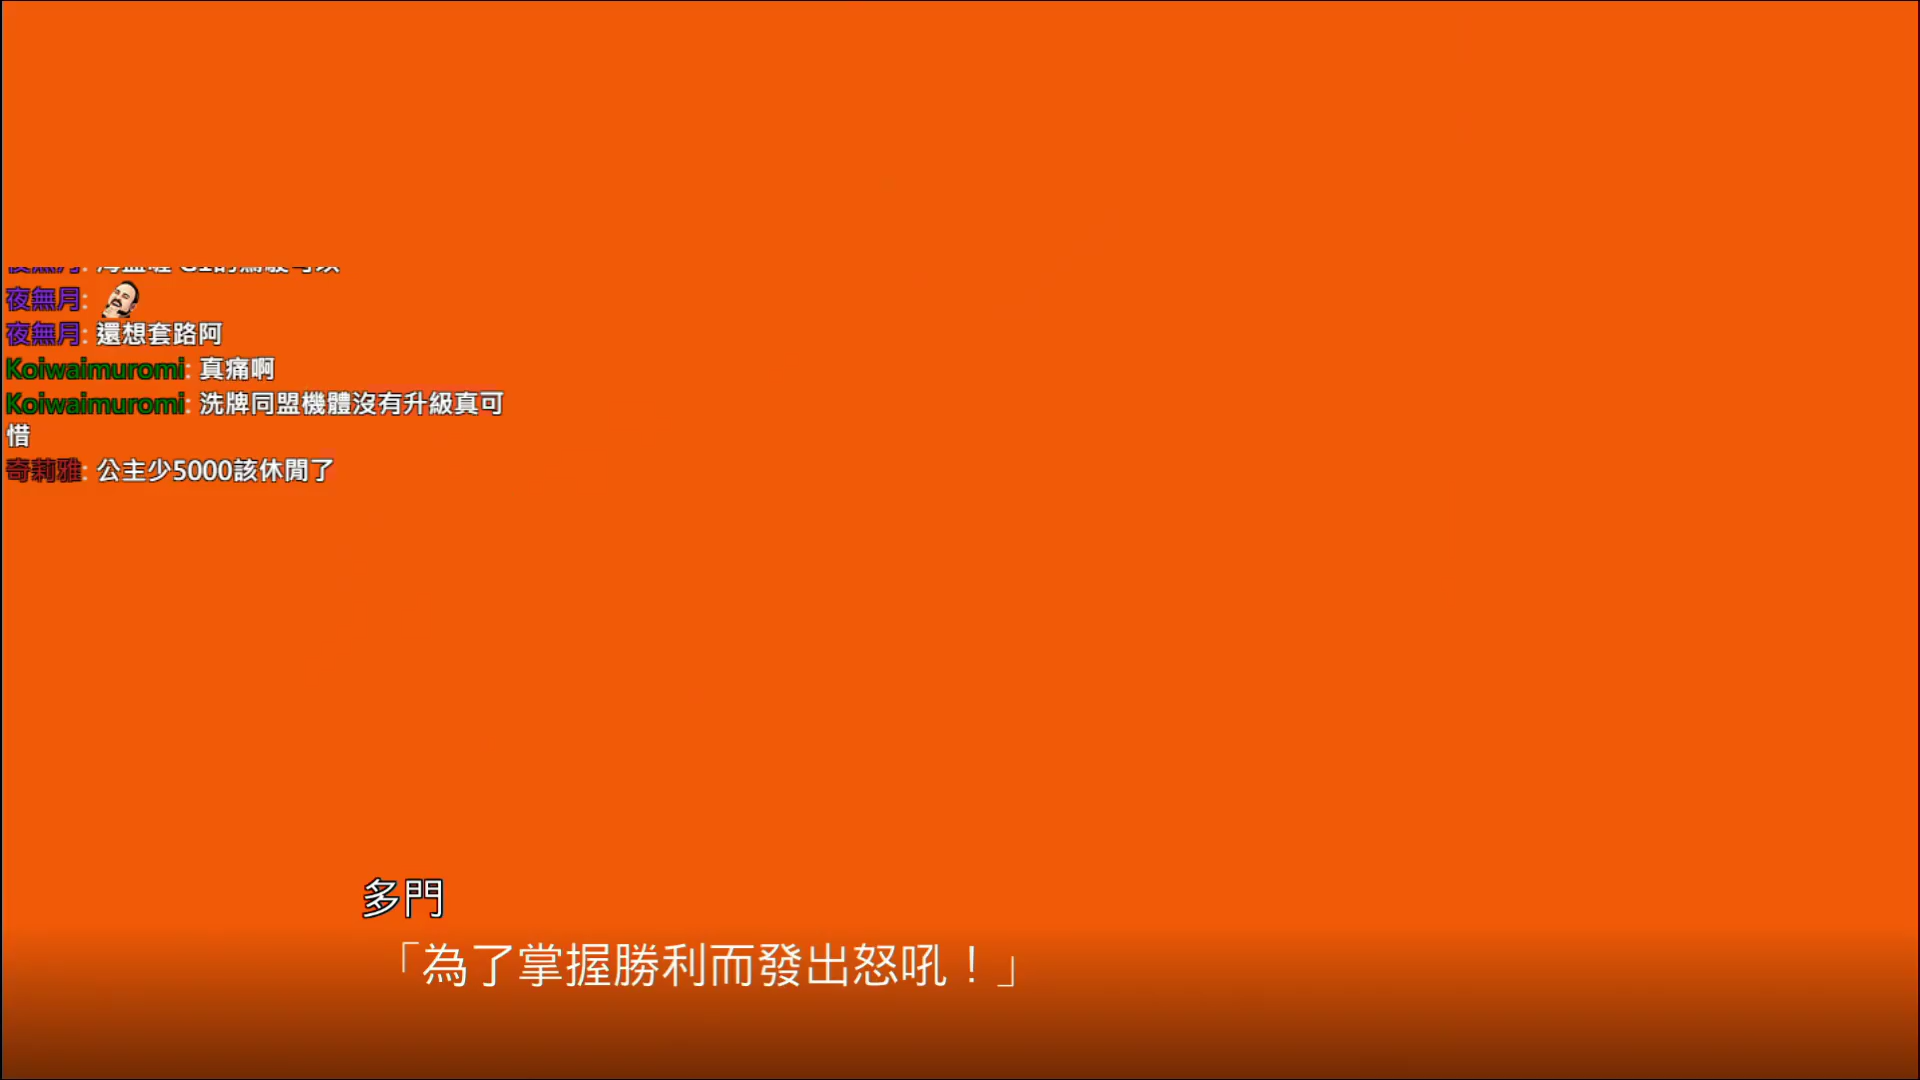 夜無月:
夜無月: 還想套路阿
Koiwaimuromi: 真痛啊
Koiwaimuromi: 洗牌同盟機體沒有升級真可
惜
奇莉雅: 公主少5000該休閒了
多門
「為了掌握勝利而發出怒吼！」